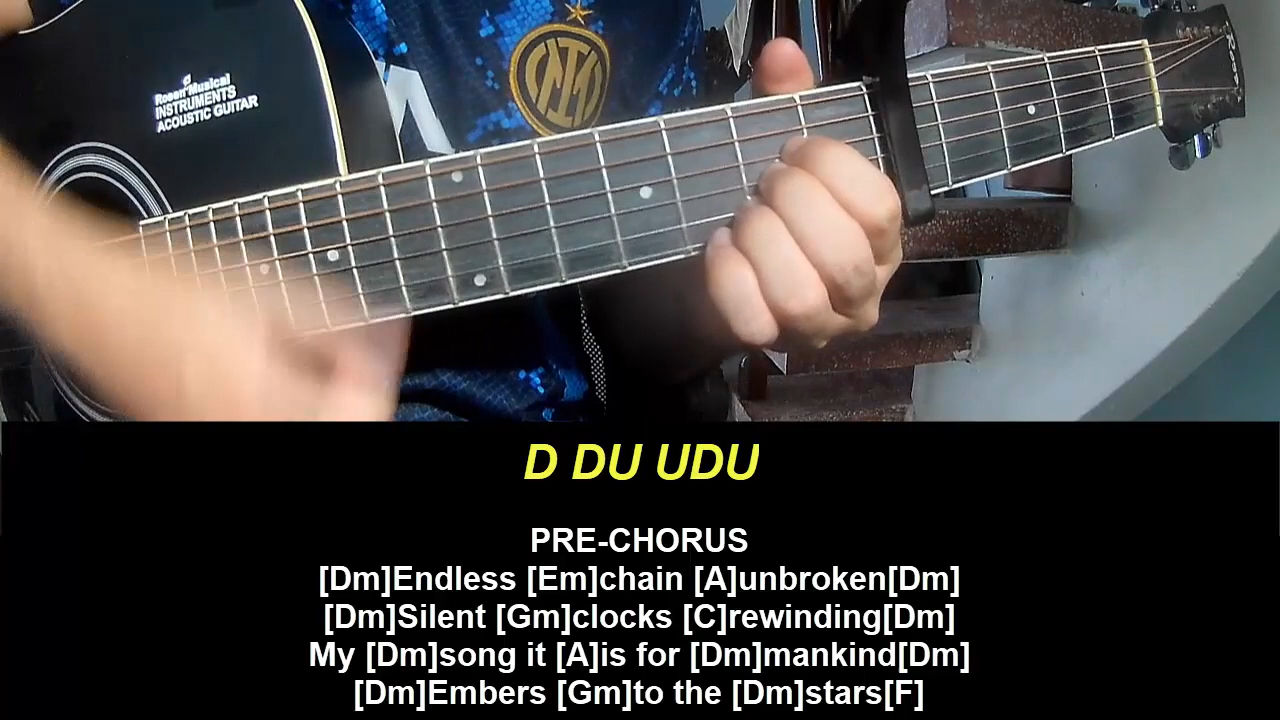 Rosen Musical
INSTRUMENTS
ACOUSTIC GUITAR
D DU UDU
PRE-CHORUS
[Dm]Endless [Em]chain [A]unbroken[Dm]
[Dm]Silent [Gm]clocks [C]rewinding[Dm]
My [Dm]song it [A]is for [Dm]mankind[Dm]
[Dm]Embers [Gm]to the [Dm]stars[F]